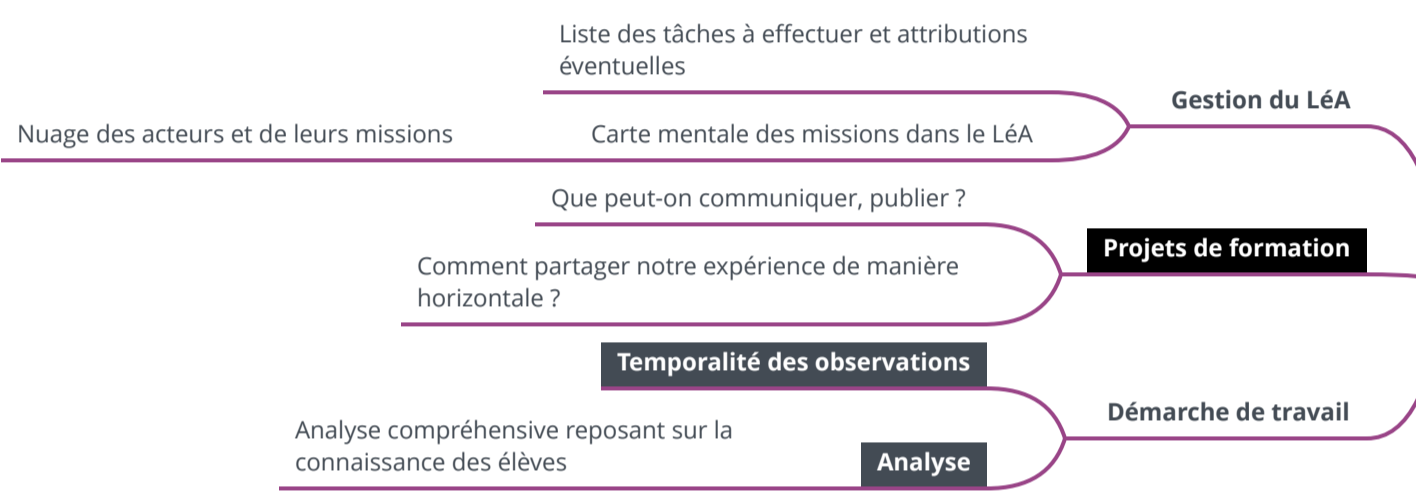 Liste des tâches à effectuer et attributions
éventuelles
Gestion du LéA
Nuage des acteurs et de leurs missions
Carte mentale des missions dans le LéA
Que peut-on communiquer, publier ?
Projets de formation
Comment partager notre expérience de manière
horizontale ?
Temporalité des observations
Démarche de travail
Analyse compréhensive reposant sur la
connaissance des élèves
Analyse